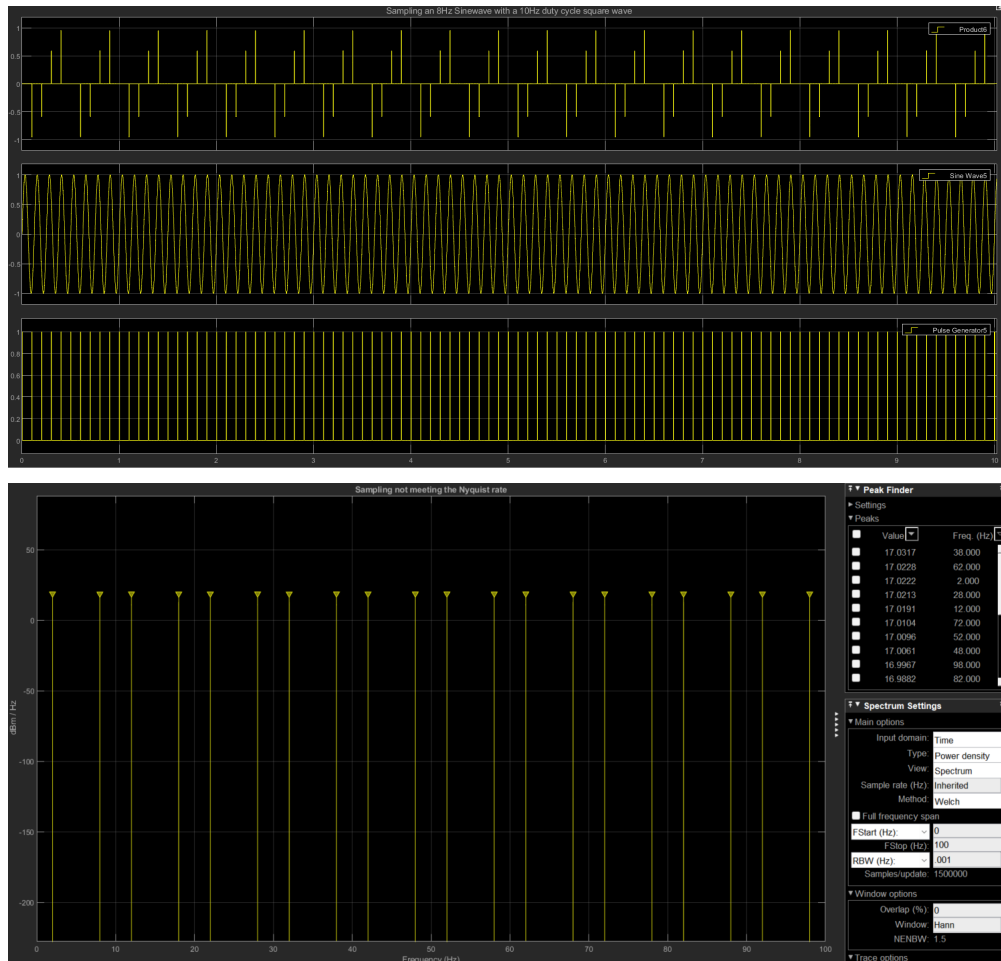 Sampling an 8Hz Sinewave with a 10Hz duty cycle square wave
Product6
1
0.5
0
-0.5
-1
Sine Wave5
1
0.5
0
-0.5
-1
Pulse Generator5
1
0.8
0.6
0.4
0.2
0
0 1 2 3 4 5 6 7 8 9 10
Sampling not meeting the Nyquist rate
50
0
-50
-100
-150
-200
dBm / Hz
0 10 20 30 40 50 60 70 80 90 100
Frequency (Hz)
Peak Finder
Settings
Peaks
Value Freq. (Hz)
17.0317 38.000
17.0228 62.000
17.0222 2.000
17.0213 28.000
17.0191 12.000
17.0104 72.000
17.0096 52.000
17.0061 48.000
16.9967 98.000
16.9882 82.000
Spectrum Settings
Main options
Input domain: Time
Type: Power density
View: Spectrum
Sample rate (Hz): Inherited
Method: Welch
Full frequency span
FStart (Hz): 0
FStop (Hz): 100
RBW (Hz): .001
Samples/update: 1500000
Window options
Overlap (%): 0
Window: Hann
NENBW: 1.5
Trace options